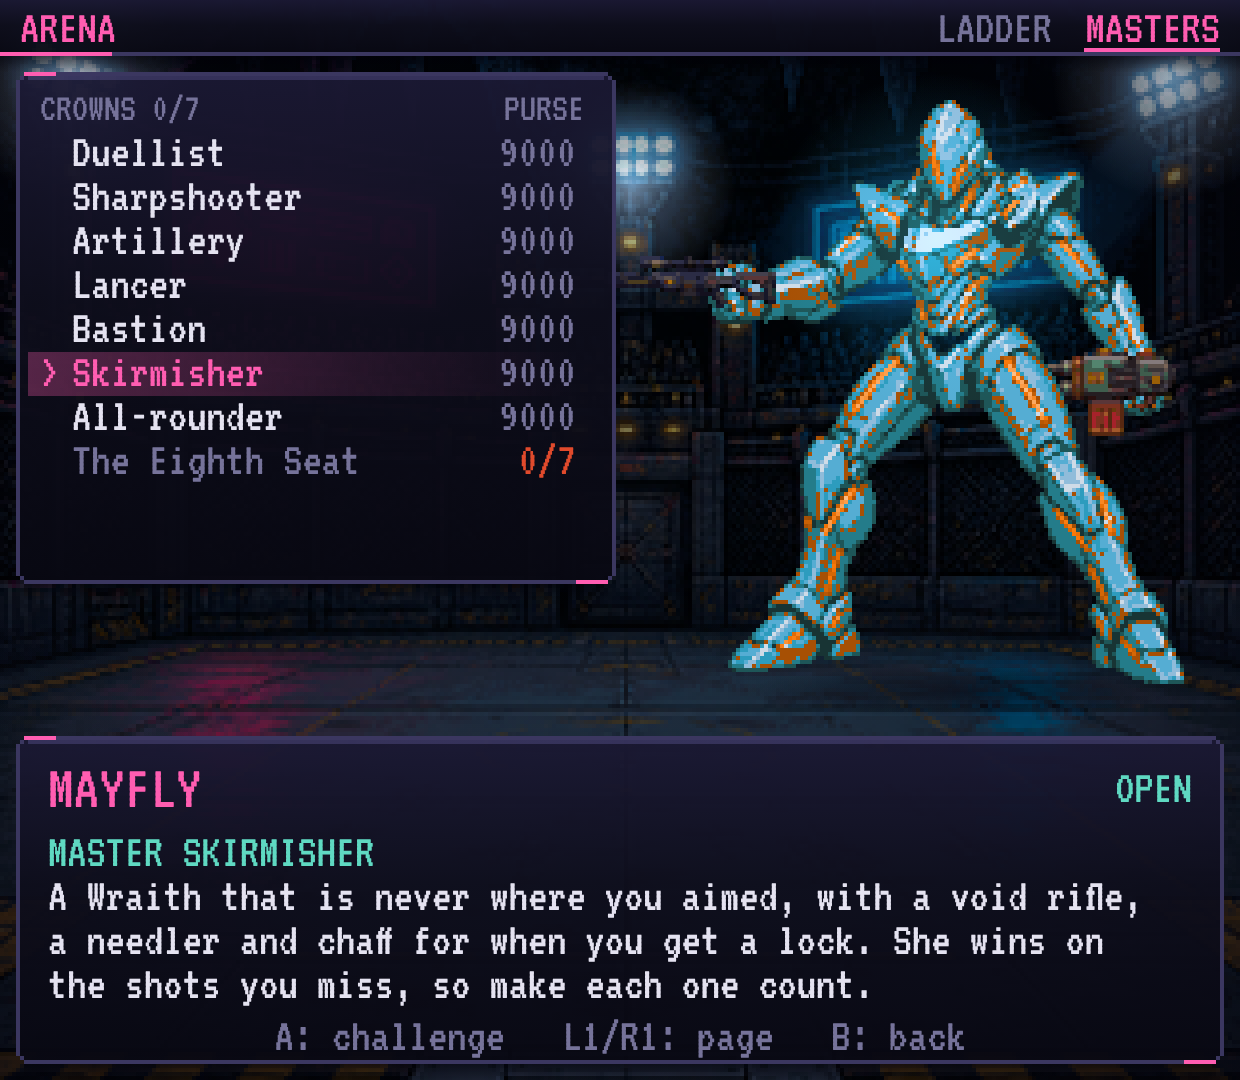 ARENA LADDER MASTERS
CROWNS 0/7 PURSE
Duellist 9000
Sharpshooter 9000
Artillery 9000
Lancer 9000
Bastion 9000
> Skirmisher 9000
All-rounder 9000
The Eighth Seat 0/7
MAYFLY OPEN
MASTER SKIRMISHER
A Wraith that is never where you aimed, with a void rifle,
a needler and chaff for when you get a lock. She wins on
the shots you miss, so make each one count.
A: challenge L1/R1: page B: back